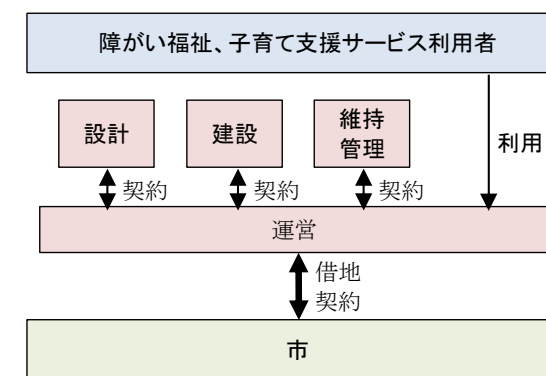 障がい福祉、子育て支援サービス利用者
設計
建設
維持
管理
利用
契約
契約
契約
運営
借地
契約
市